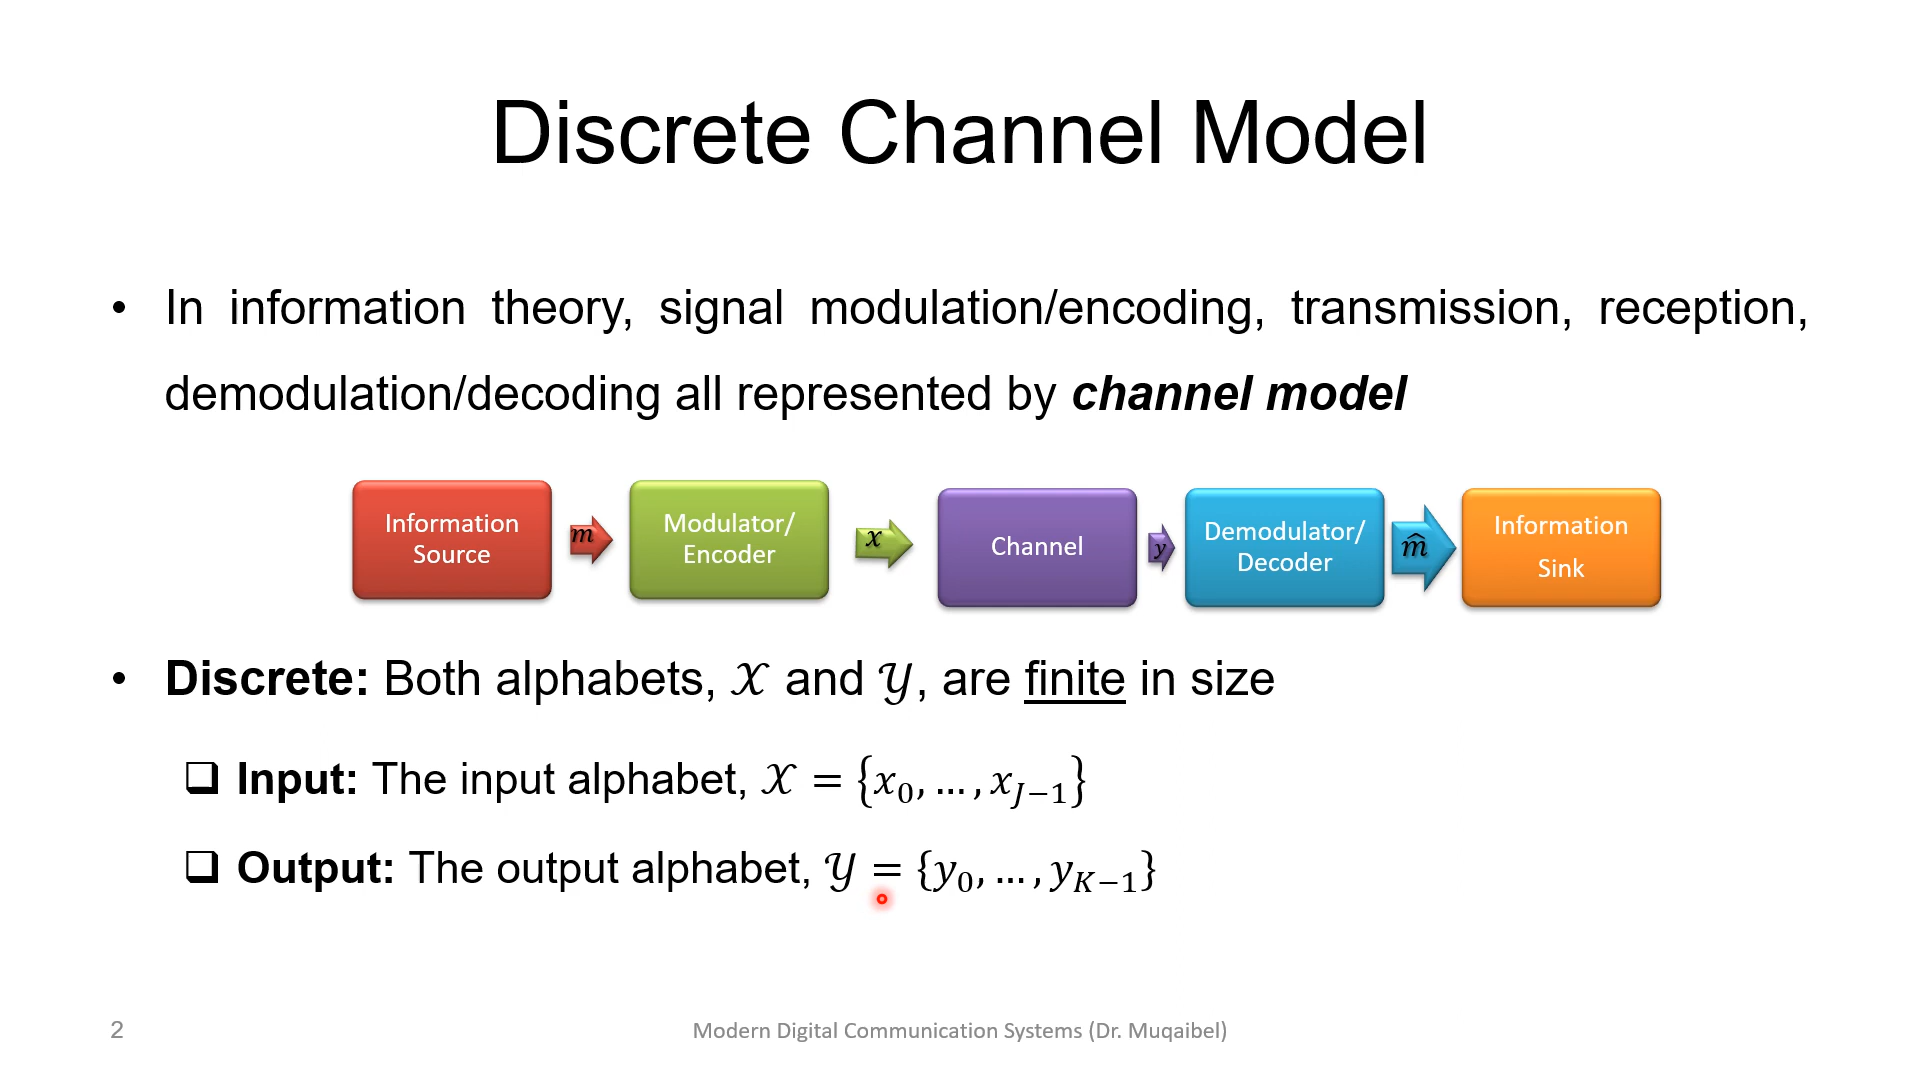 Discrete Channel Model
• In information theory, signal modulation/encoding, transmission, reception,
demodulation/decoding all represented by channel model
Information
Source
m
Modulator/
Encoder
x
Channel
y
Demodulator/
Decoder
m̂
Information
Sink
• Discrete: Both alphabets, 𝒳 and 𝒴, are finite in size
❑ Input: The input alphabet, 𝒳 = {x₀, … , x_{J−1}}
❑ Output: The output alphabet, 𝒴 = {y₀, … , y_{K−1}}
2
Modern Digital Communication Systems (Dr. Muqaibel)